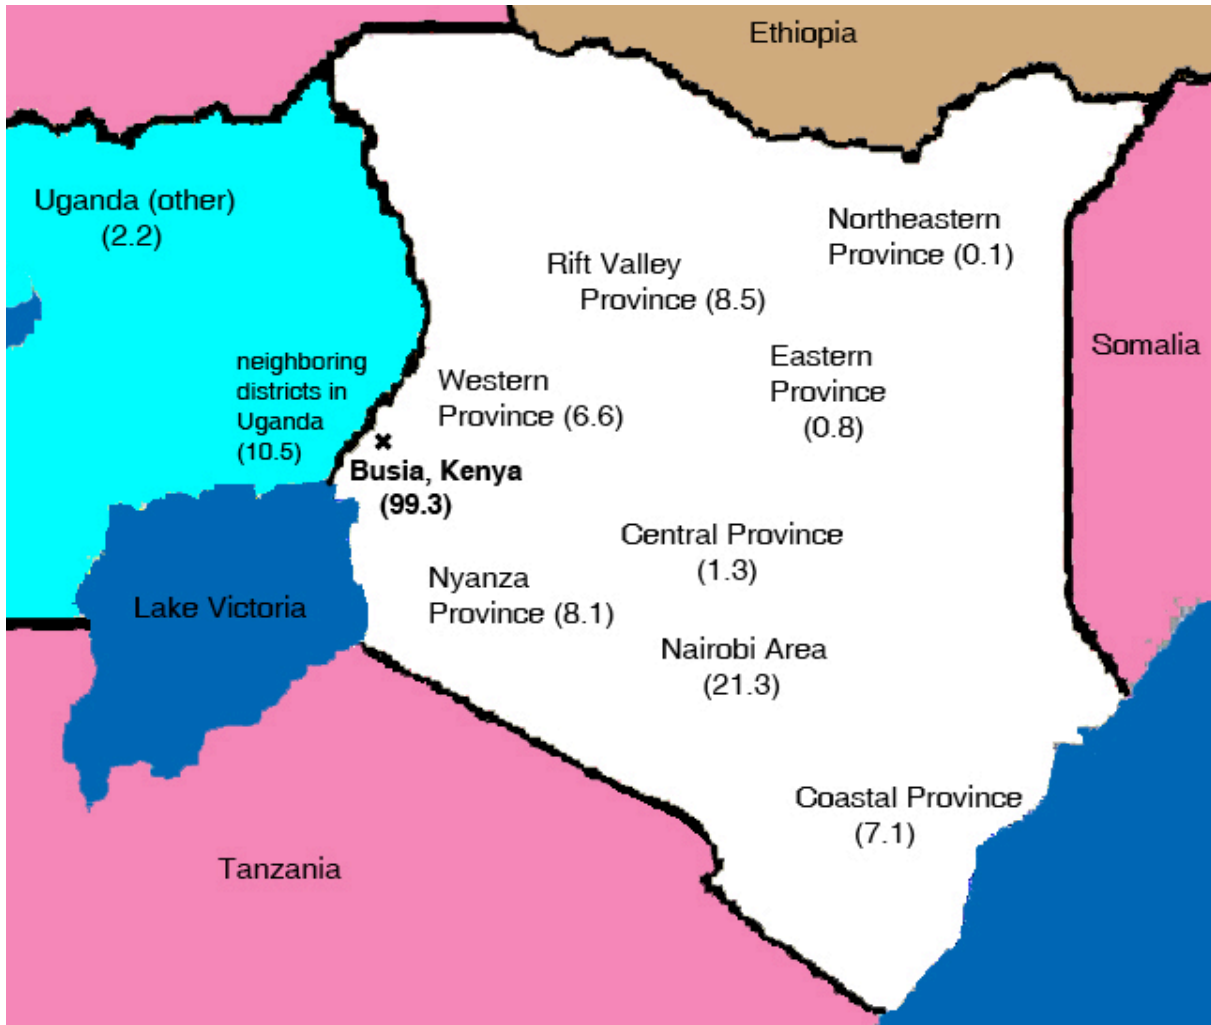 Ethiopia
Uganda (other)
(2.2)
Northeastern
Province (0.1)
Rift Valley
Province (8.5)
Somalia
neighboring
districts in
Uganda
(10.5)
Western
Province (6.6)
Eastern
Province
(0.8)
Busia, Kenya
(99.3)
Central Province
(1.3)
Nyanza
Province (8.1)
Lake Victoria
Nairobi Area
(21.3)
Coastal Province
(7.1)
Tanzania